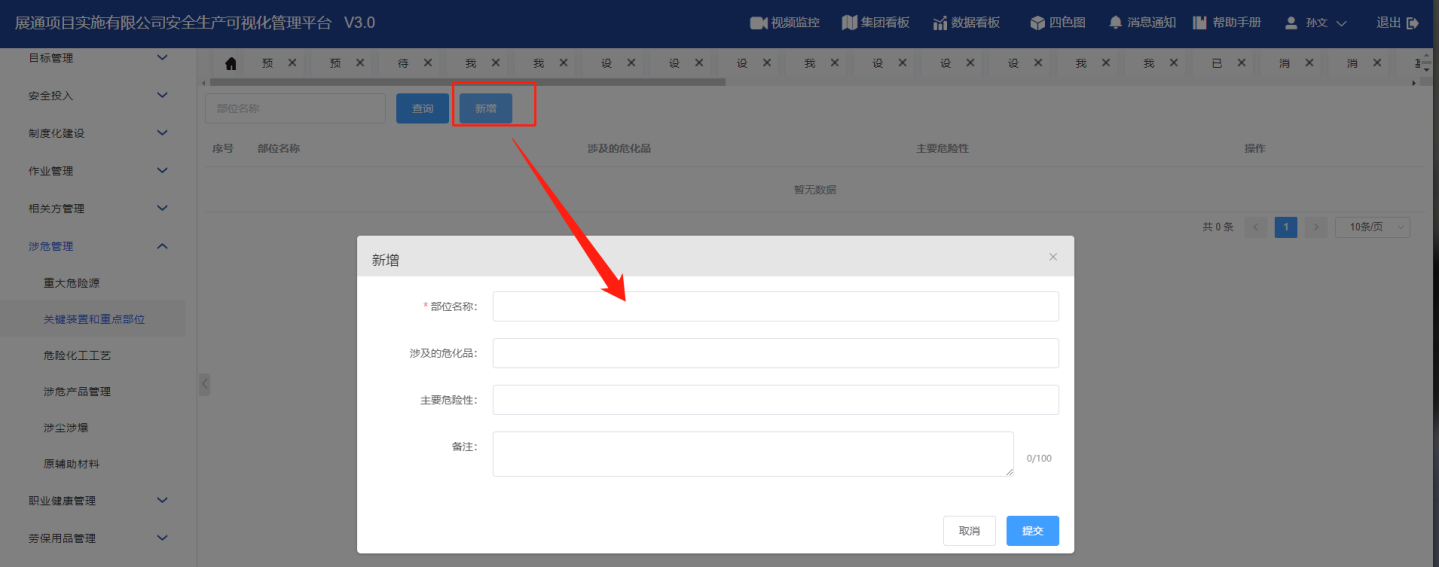 展通项目实施有限公司安全生产可视化管理平台 V3.0
视频监控 集团看板 数据看板 四色图 消息通知 帮助手册 孙文 退出
目标管理
预 预 待 我 我 设 设 设 我 设 设 设 我 我 已 消 消
安全投入
部位名称 查询 新增
制度化建设
序号 部位名称 涉及的危化品 主要危险性 操作
作业管理
暂无数据
相关方管理
共 0 条 1 10条/页
涉危管理
重大危险源
关键装置和重点部位
危险化工工艺
涉危产品管理
涉尘涉爆
原辅助材料
职业健康管理
劳保用品管理
新增
* 部位名称:
涉及的危化品:
主要危险性:
备注:
0/100
取消 提交